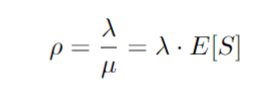 ρ = λ/μ = λ · E[S]